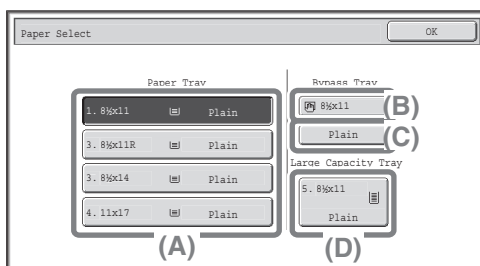 Paper Select
OK
Paper Tray
1. 8½x11 Plain
3. 8½x11R Plain
3. 8½x14 Plain
4. 11x17 Plain
(A)
Bypass Tray
8½x11
(B)
Plain
(C)
Large Capacity Tray
5. 8½x11
Plain
(D)